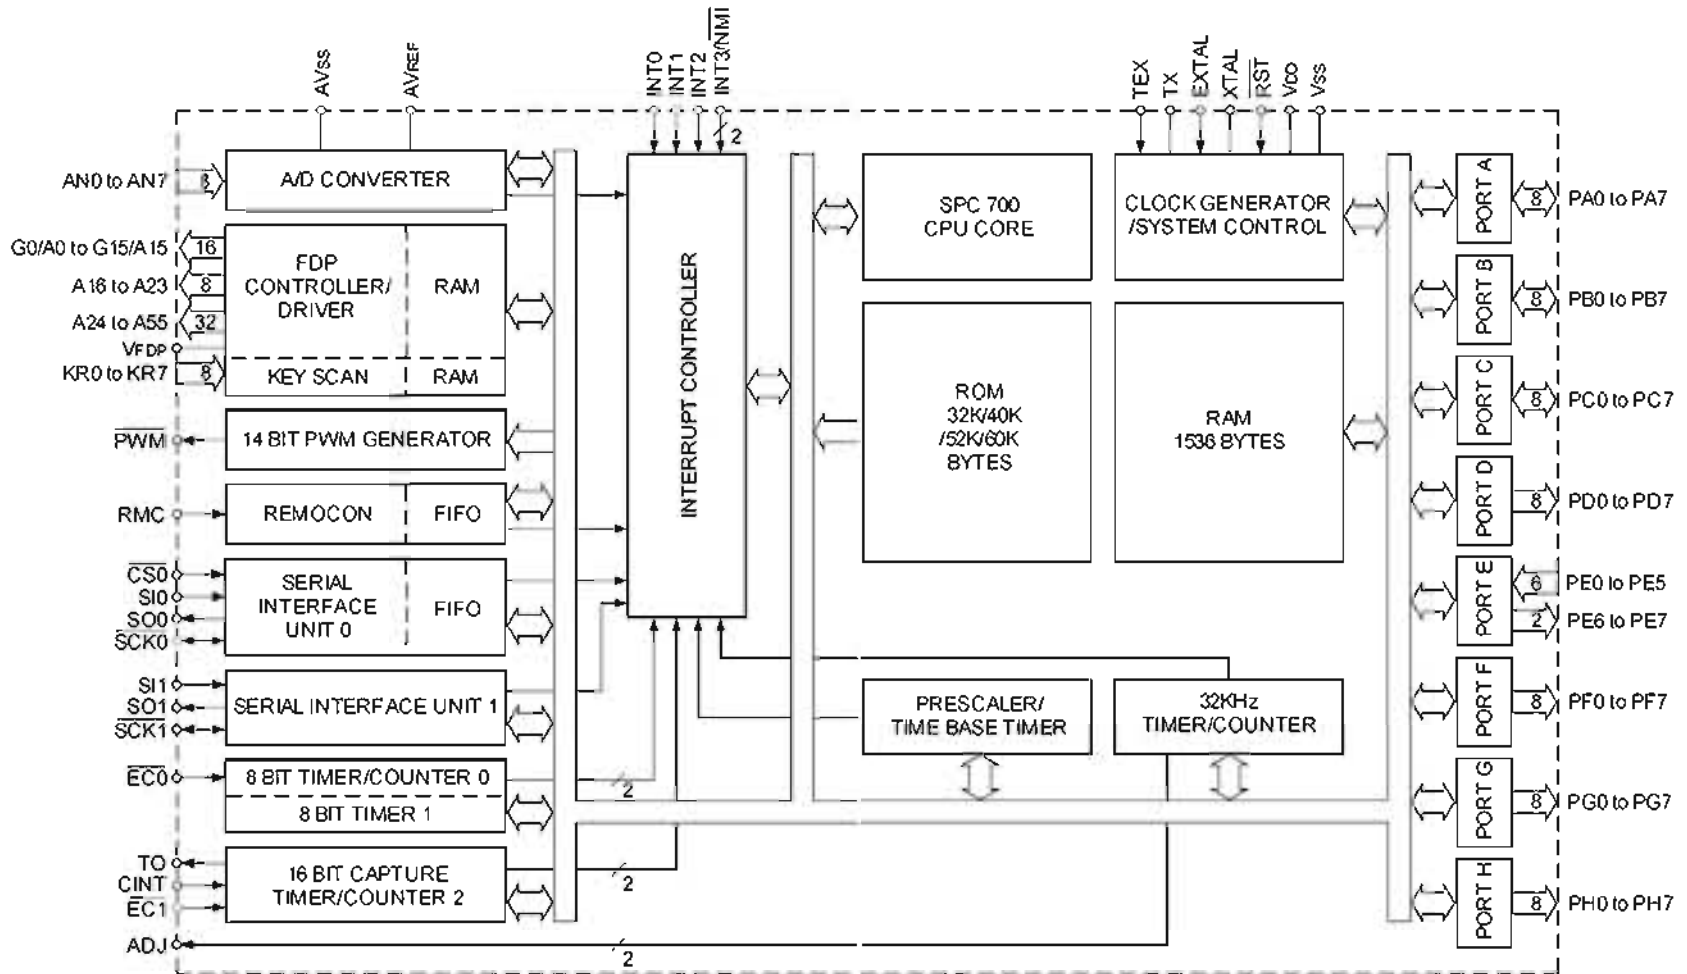 AVSS
AVREF
INT0
INT1
INT2
INT3/NMI
2
TEX
TX
EXTAL
XTAL
RST
VDD
VSS
AN0 to AN7
8
A/D CONVERTER
G0/A0 to G15/A15
16
A16 to A23
8
A24 to A55
32
VFDP
KR0 to KR7
8
FDP
CONTROLLER/
DRIVER
RAM
KEY SCAN
RAM
PWM
14 BIT PWM GENERATOR
RMC
REMOCON
FIFO
CS0
SI0
SO0
SCK0
SERIAL
INTERFACE
UNIT 0
FIFO
SI1
SO1
SCK1
SERIAL INTERFACE UNIT 1
EC0
8 BIT TIMER/COUNTER 0
8 BIT TIMER 1
2
TO
CINT
EC1
16 BIT CAPTURE
TIMER/COUNTER 2
2
ADJ
2
INTERRUPT CONTROLLER
SPC 700
CPU CORE
CLOCK GENERATOR
/SYSTEM CONTROL
ROM
32K/40K
/52K/60K
BYTES
RAM
1536 BYTES
PRESCALER/
TIME BASE TIMER
32KHz
TIMER/COUNTER
PORT A
8
PA0 to PA7
PORT B
8
PB0 to PB7
PORT C
8
PC0 to PC7
PORT D
8
PD0 to PD7
PORT E
6
PE0 to PE5
2
PE6 to PE7
PORT F
8
PF0 to PF7
PORT G
8
PG0 to PG7
PORT H
8
PH0 to PH7